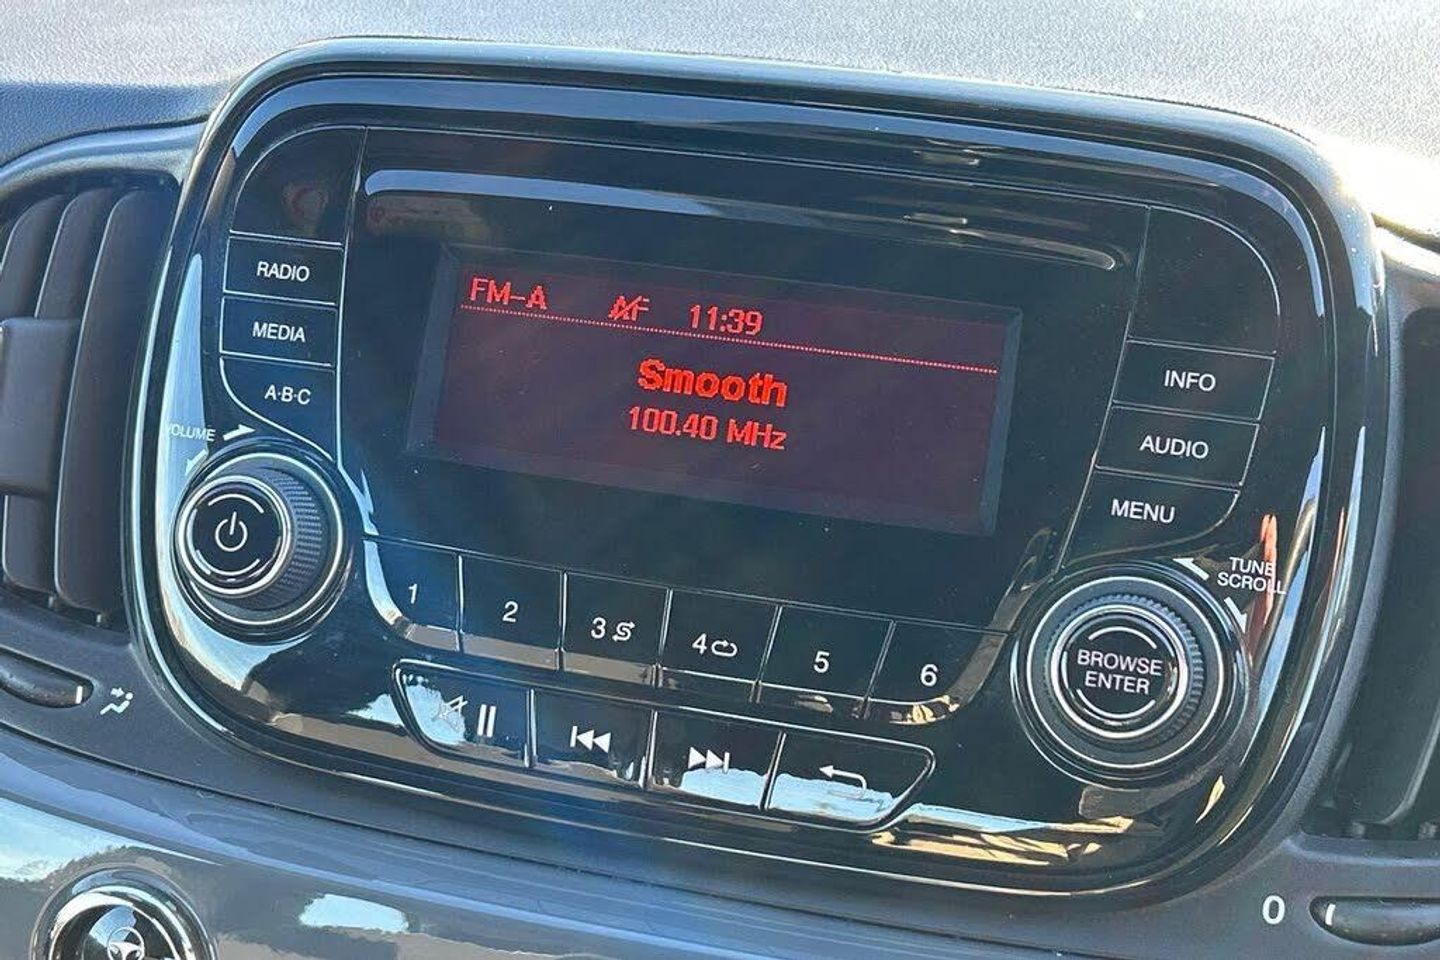 FM-A AF 11:39
Smooth
100.40 MHz
RADIO
MEDIA
A·B·C
VOLUME
INFO
AUDIO
MENU
TUNE
SCROLL
BROWSE
ENTER
1 2 3 4 5 6
0